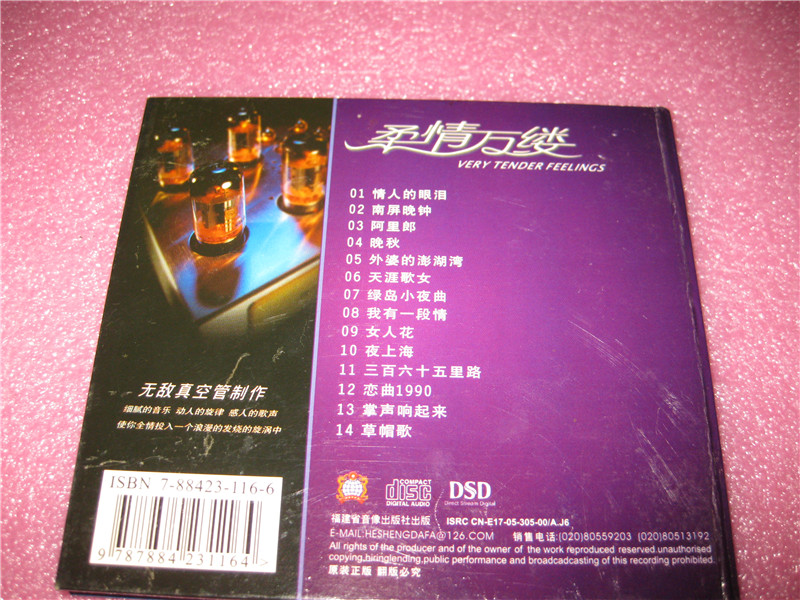 柔情万缕
VERY TENDER FEELINGS
01 情人的眼泪
02 南屏晚钟
03 阿里郎
04 晚秋
05 外婆的澎湖湾
06 天涯歌女
07 绿岛小夜曲
08 我有一段情
09 女人花
10 夜上海
11 三百六十五里路
12 恋曲1990
13 掌声响起来
14 草帽歌
无敌真空管制作
细腻的音乐 动人的旋律 感人的歌声
使你全情投入一个浪漫的发烧的旋涡中
ISBN 7-88423-116-6
9 787884 231164 >
COMPACT
disc
DIGITAL AUDIO
DSD
Direct Stream Digital
福建省音像出版社出版 ISRC CN-E17-05-305-00/A.J6
E-MAIL:HESHENGDAFA@126.COM 销售电话:(020)80559203 (020)80513192
All rights of the producer and of the owner of the work reproduced reserved.unauthorised
copying,hiringlending,public performance and broadcadcasting of this recording prohibited.
原装正版 翻版必究